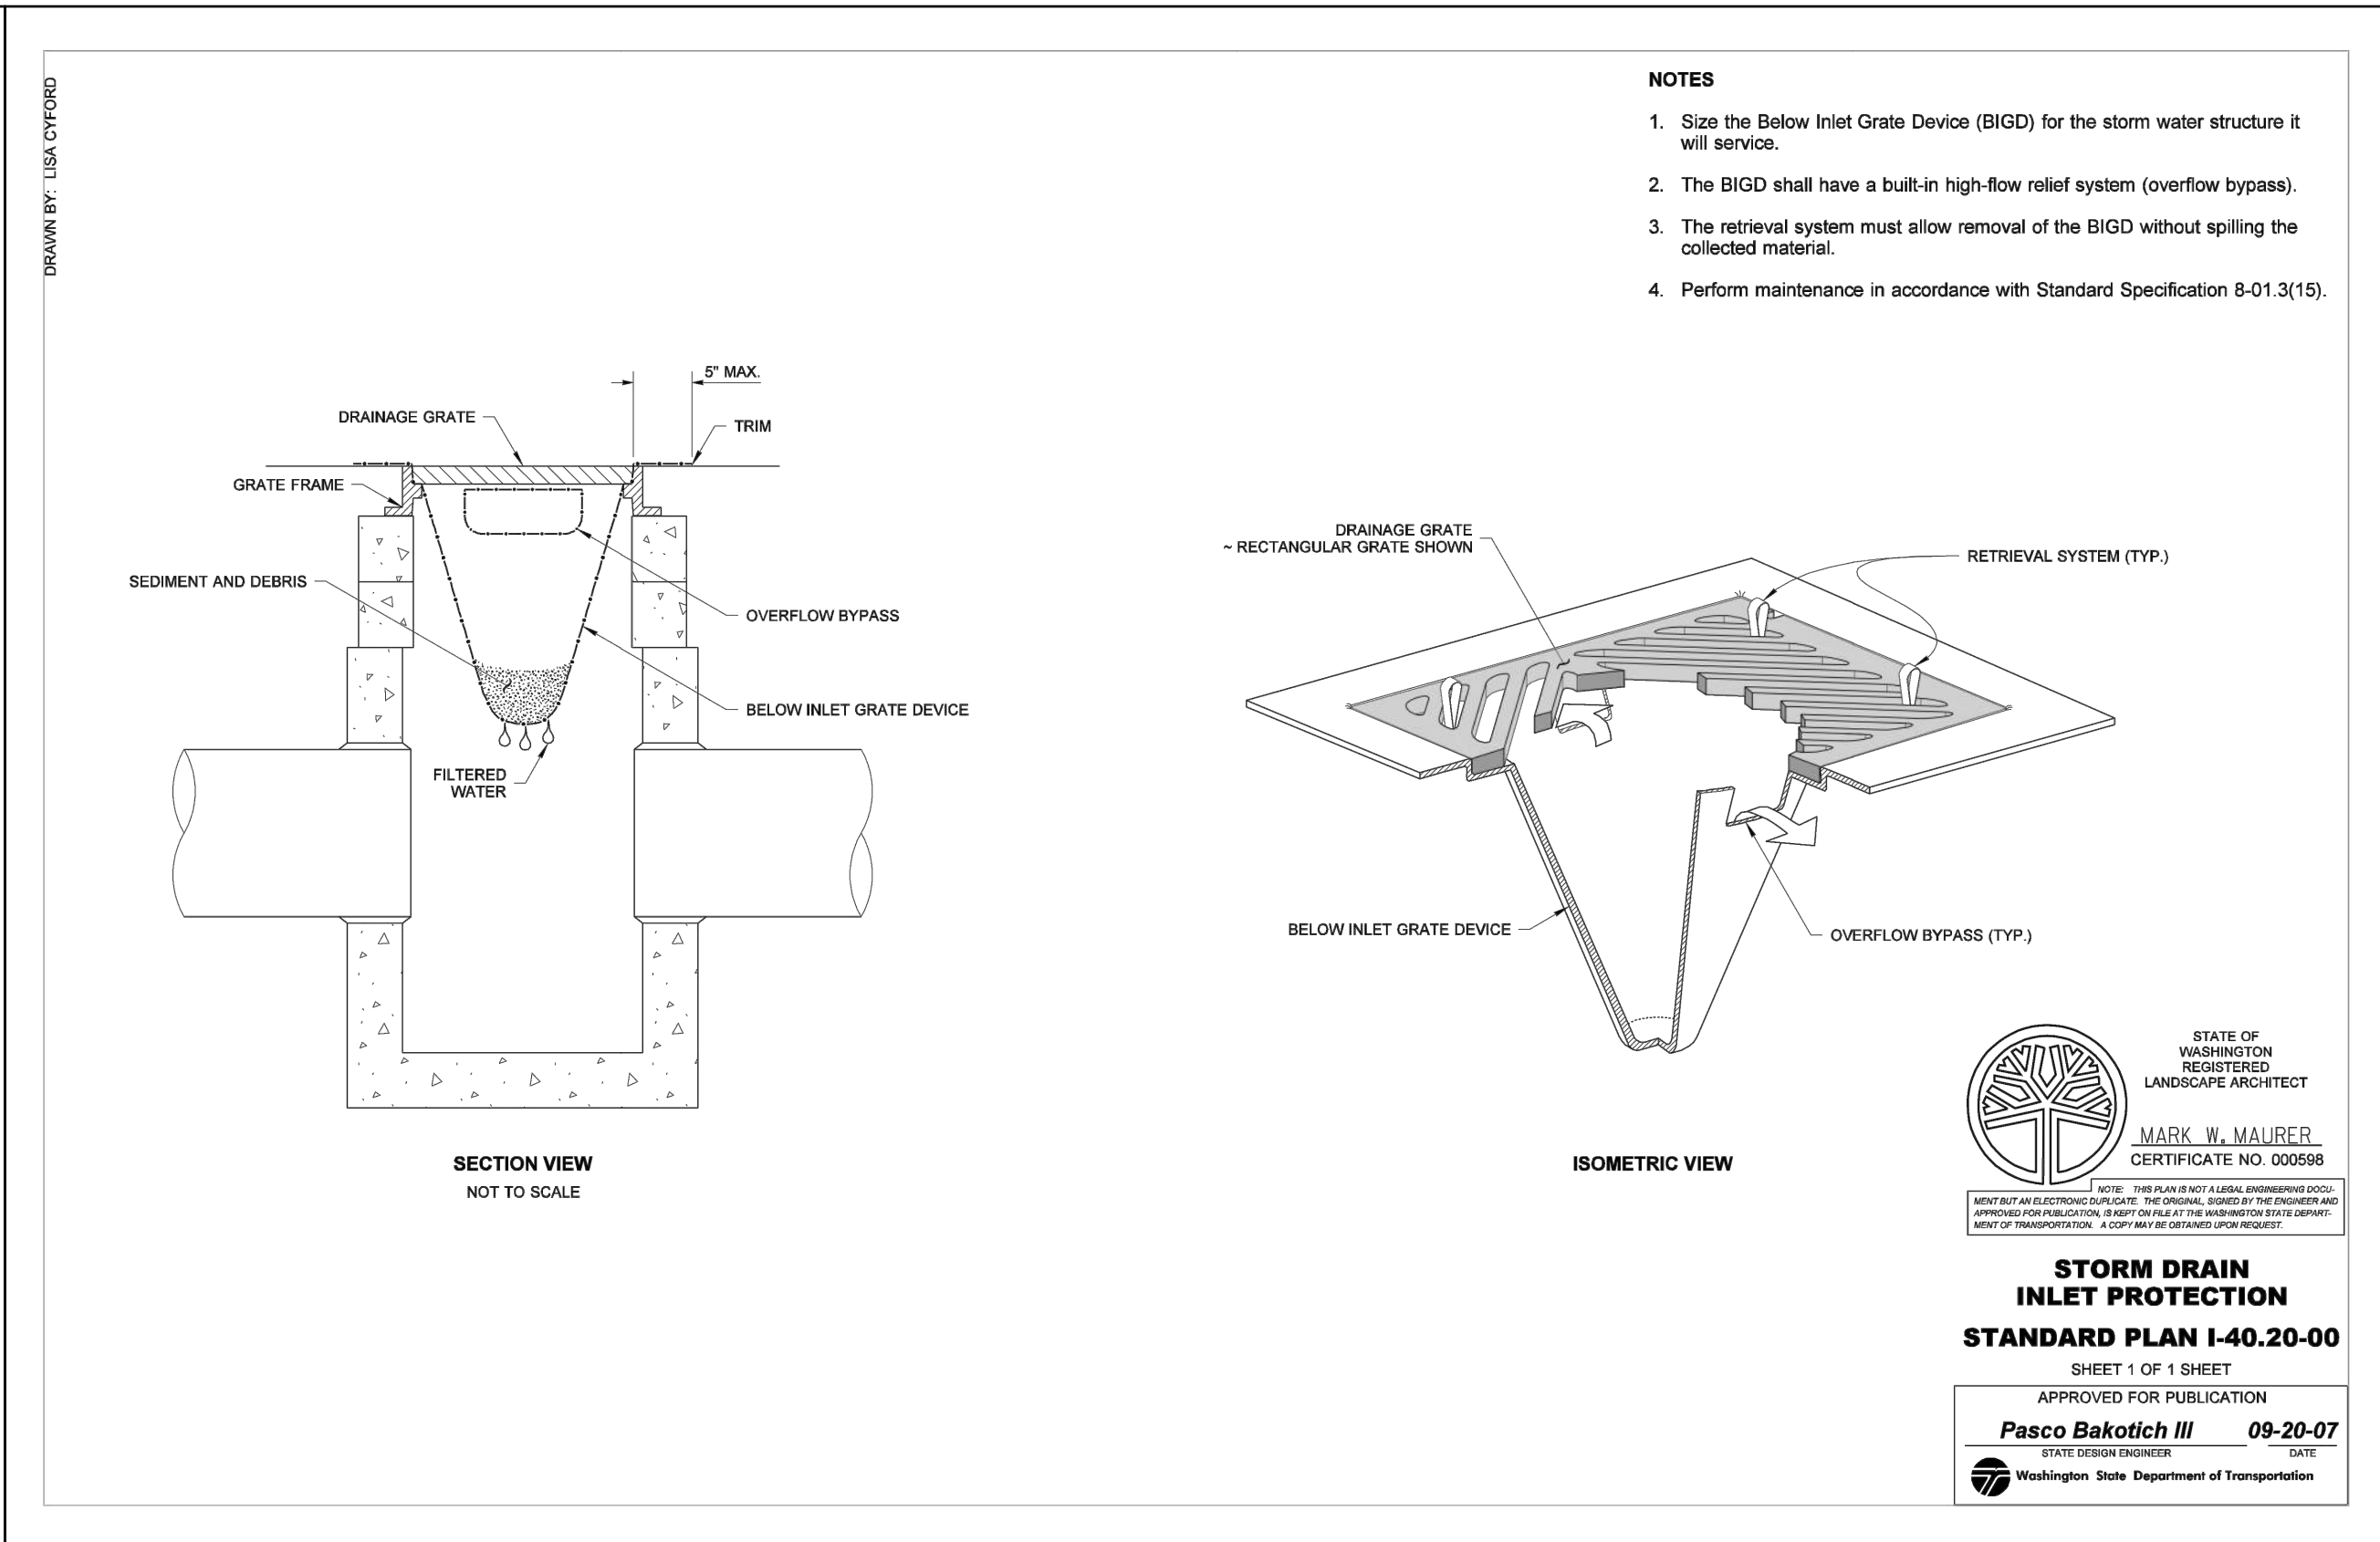 DRAWN BY: LISA CYFORD
NOTES
1. Size the Below Inlet Grate Device (BIGD) for the storm water structure it
will service.
2. The BIGD shall have a built-in high-flow relief system (overflow bypass).
3. The retrieval system must allow removal of the BIGD without spilling the
collected material.
4. Perform maintenance in accordance with Standard Specification 8-01.3(15).
5" MAX.
DRAINAGE GRATE
TRIM
GRATE FRAME
SEDIMENT AND DEBRIS
OVERFLOW BYPASS
BELOW INLET GRATE DEVICE
FILTERED
WATER
SECTION VIEW
NOT TO SCALE
DRAINAGE GRATE
~ RECTANGULAR GRATE SHOWN
RETRIEVAL SYSTEM (TYP.)
BELOW INLET GRATE DEVICE
OVERFLOW BYPASS (TYP.)
ISOMETRIC VIEW
STATE OF
WASHINGTON
REGISTERED
LANDSCAPE ARCHITECT
MARK W. MAURER
CERTIFICATE NO. 000598
NOTE: THIS PLAN IS NOT A LEGAL ENGINEERING DOCU-
MENT BUT AN ELECTRONIC DUPLICATE. THE ORIGINAL, SIGNED BY THE ENGINEER AND
APPROVED FOR PUBLICATION, IS KEPT ON FILE AT THE WASHINGTON STATE DEPART-
MENT OF TRANSPORTATION. A COPY MAY BE OBTAINED UPON REQUEST.
STORM DRAIN
INLET PROTECTION
STANDARD PLAN I-40.20-00
SHEET 1 OF 1 SHEET
APPROVED FOR PUBLICATION
Pasco Bakotich III 09-20-07
STATE DESIGN ENGINEER DATE
Washington State Department of Transportation